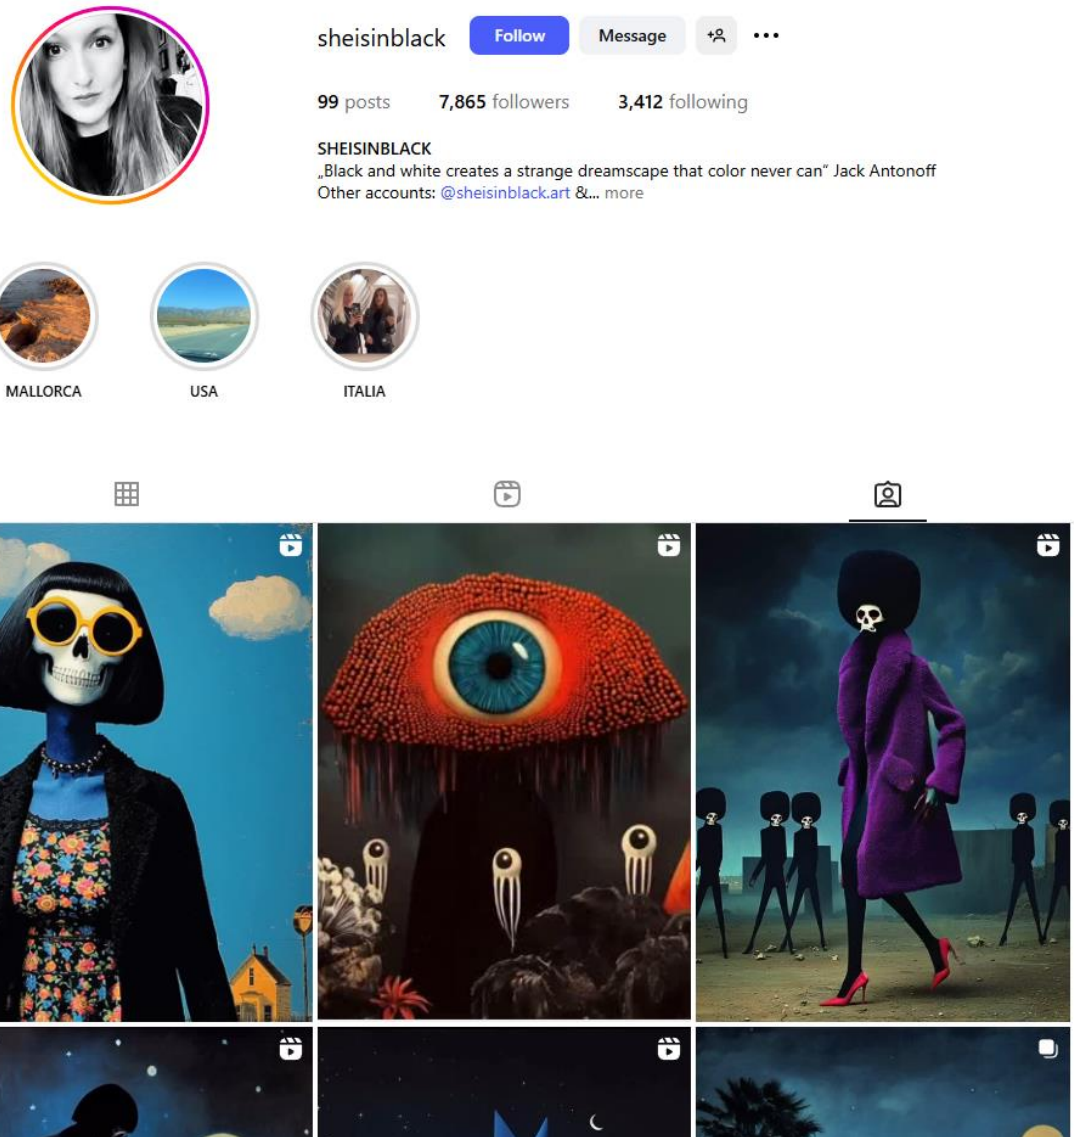 sheisinblack Follow Message
99 posts 7,865 followers 3,412 following
SHEISINBLACK
„Black and white creates a strange dreamscape that color never can“ Jack Antonoff
Other accounts: @sheisinblack.art &... more
MALLORCA USA ITALIA